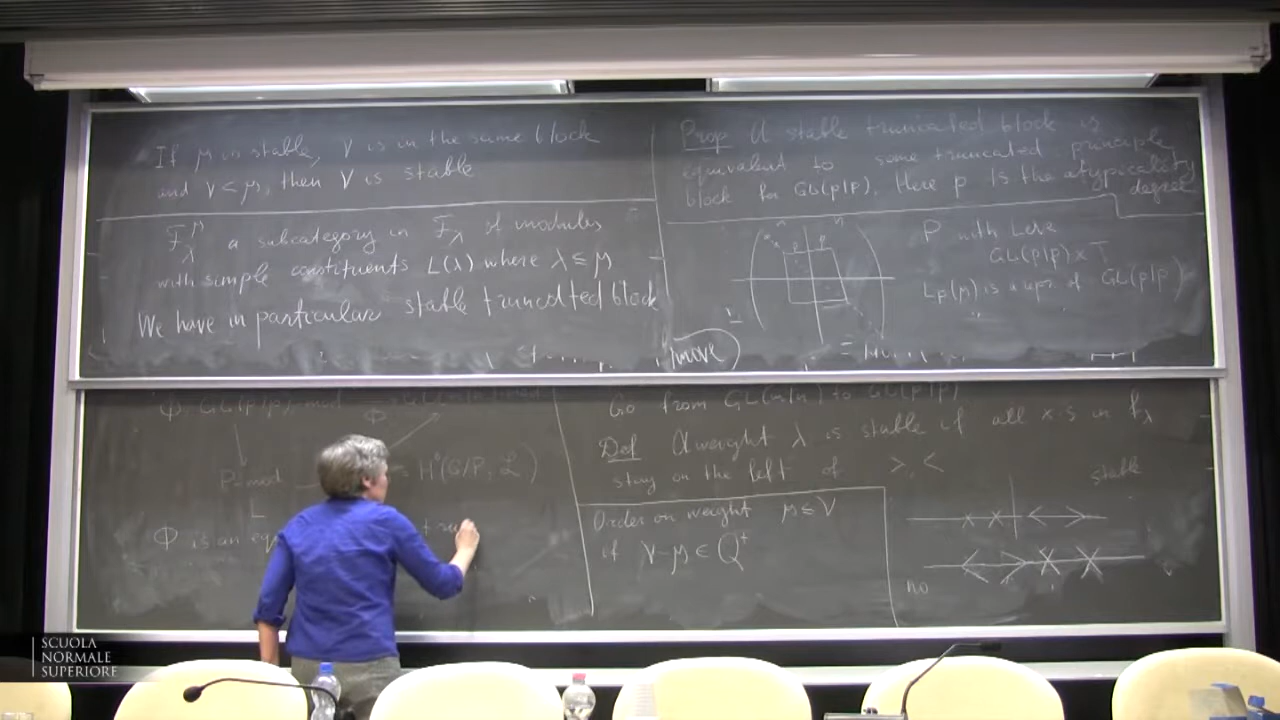 If μ is stable, ν is in the same block
and ν < μ, then ν is stable
F_λ^μ a subcategory in F_λ of modules
with simple constituents L(λ) where λ ≤ μ
We have in particular stable truncated block
Prop A stable truncated block is
equivalent to some truncated principle
block for GL(p|p). Here p is the atypicality
degree
P with Levi
GL(p|p) × T
L_P(μ) is a repr. of GL(p|p)
move
Φ
P-mod
= H⁰(G/P, L)
Φ is an equ
Go from GL(m|n) to GL(p|p)
Def A weight λ is stable if all x-s in f_λ
stay on the left of >, <
Order on weight μ ≤ ν
if ν-μ ∈ Q⁺
stable
no
SCUOLA
NORMALE
SUPERIORE